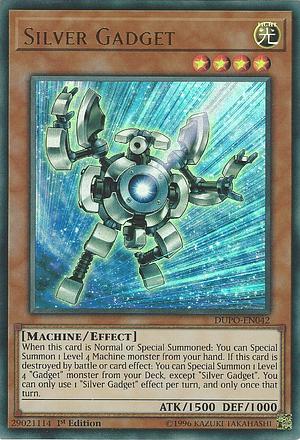 SILVER GADGET
LIGHT
光
DUPO-EN042
[MACHINE/EFFECT]
When this card is Normal or Special Summoned: You can Special
Summon 1 Level 4 Machine monster from your hand. If this card is
destroyed by battle or card effect: You can Special Summon 1
Level 4 "Gadget" monster from your Deck, except "Silver Gadget". You
can only use 1 "Silver Gadget" effect per turn, and only once that
turn.
ATK/1500 DEF/1000
29021114 1st Edition ©1996 KAZUKI TAKAHASHI